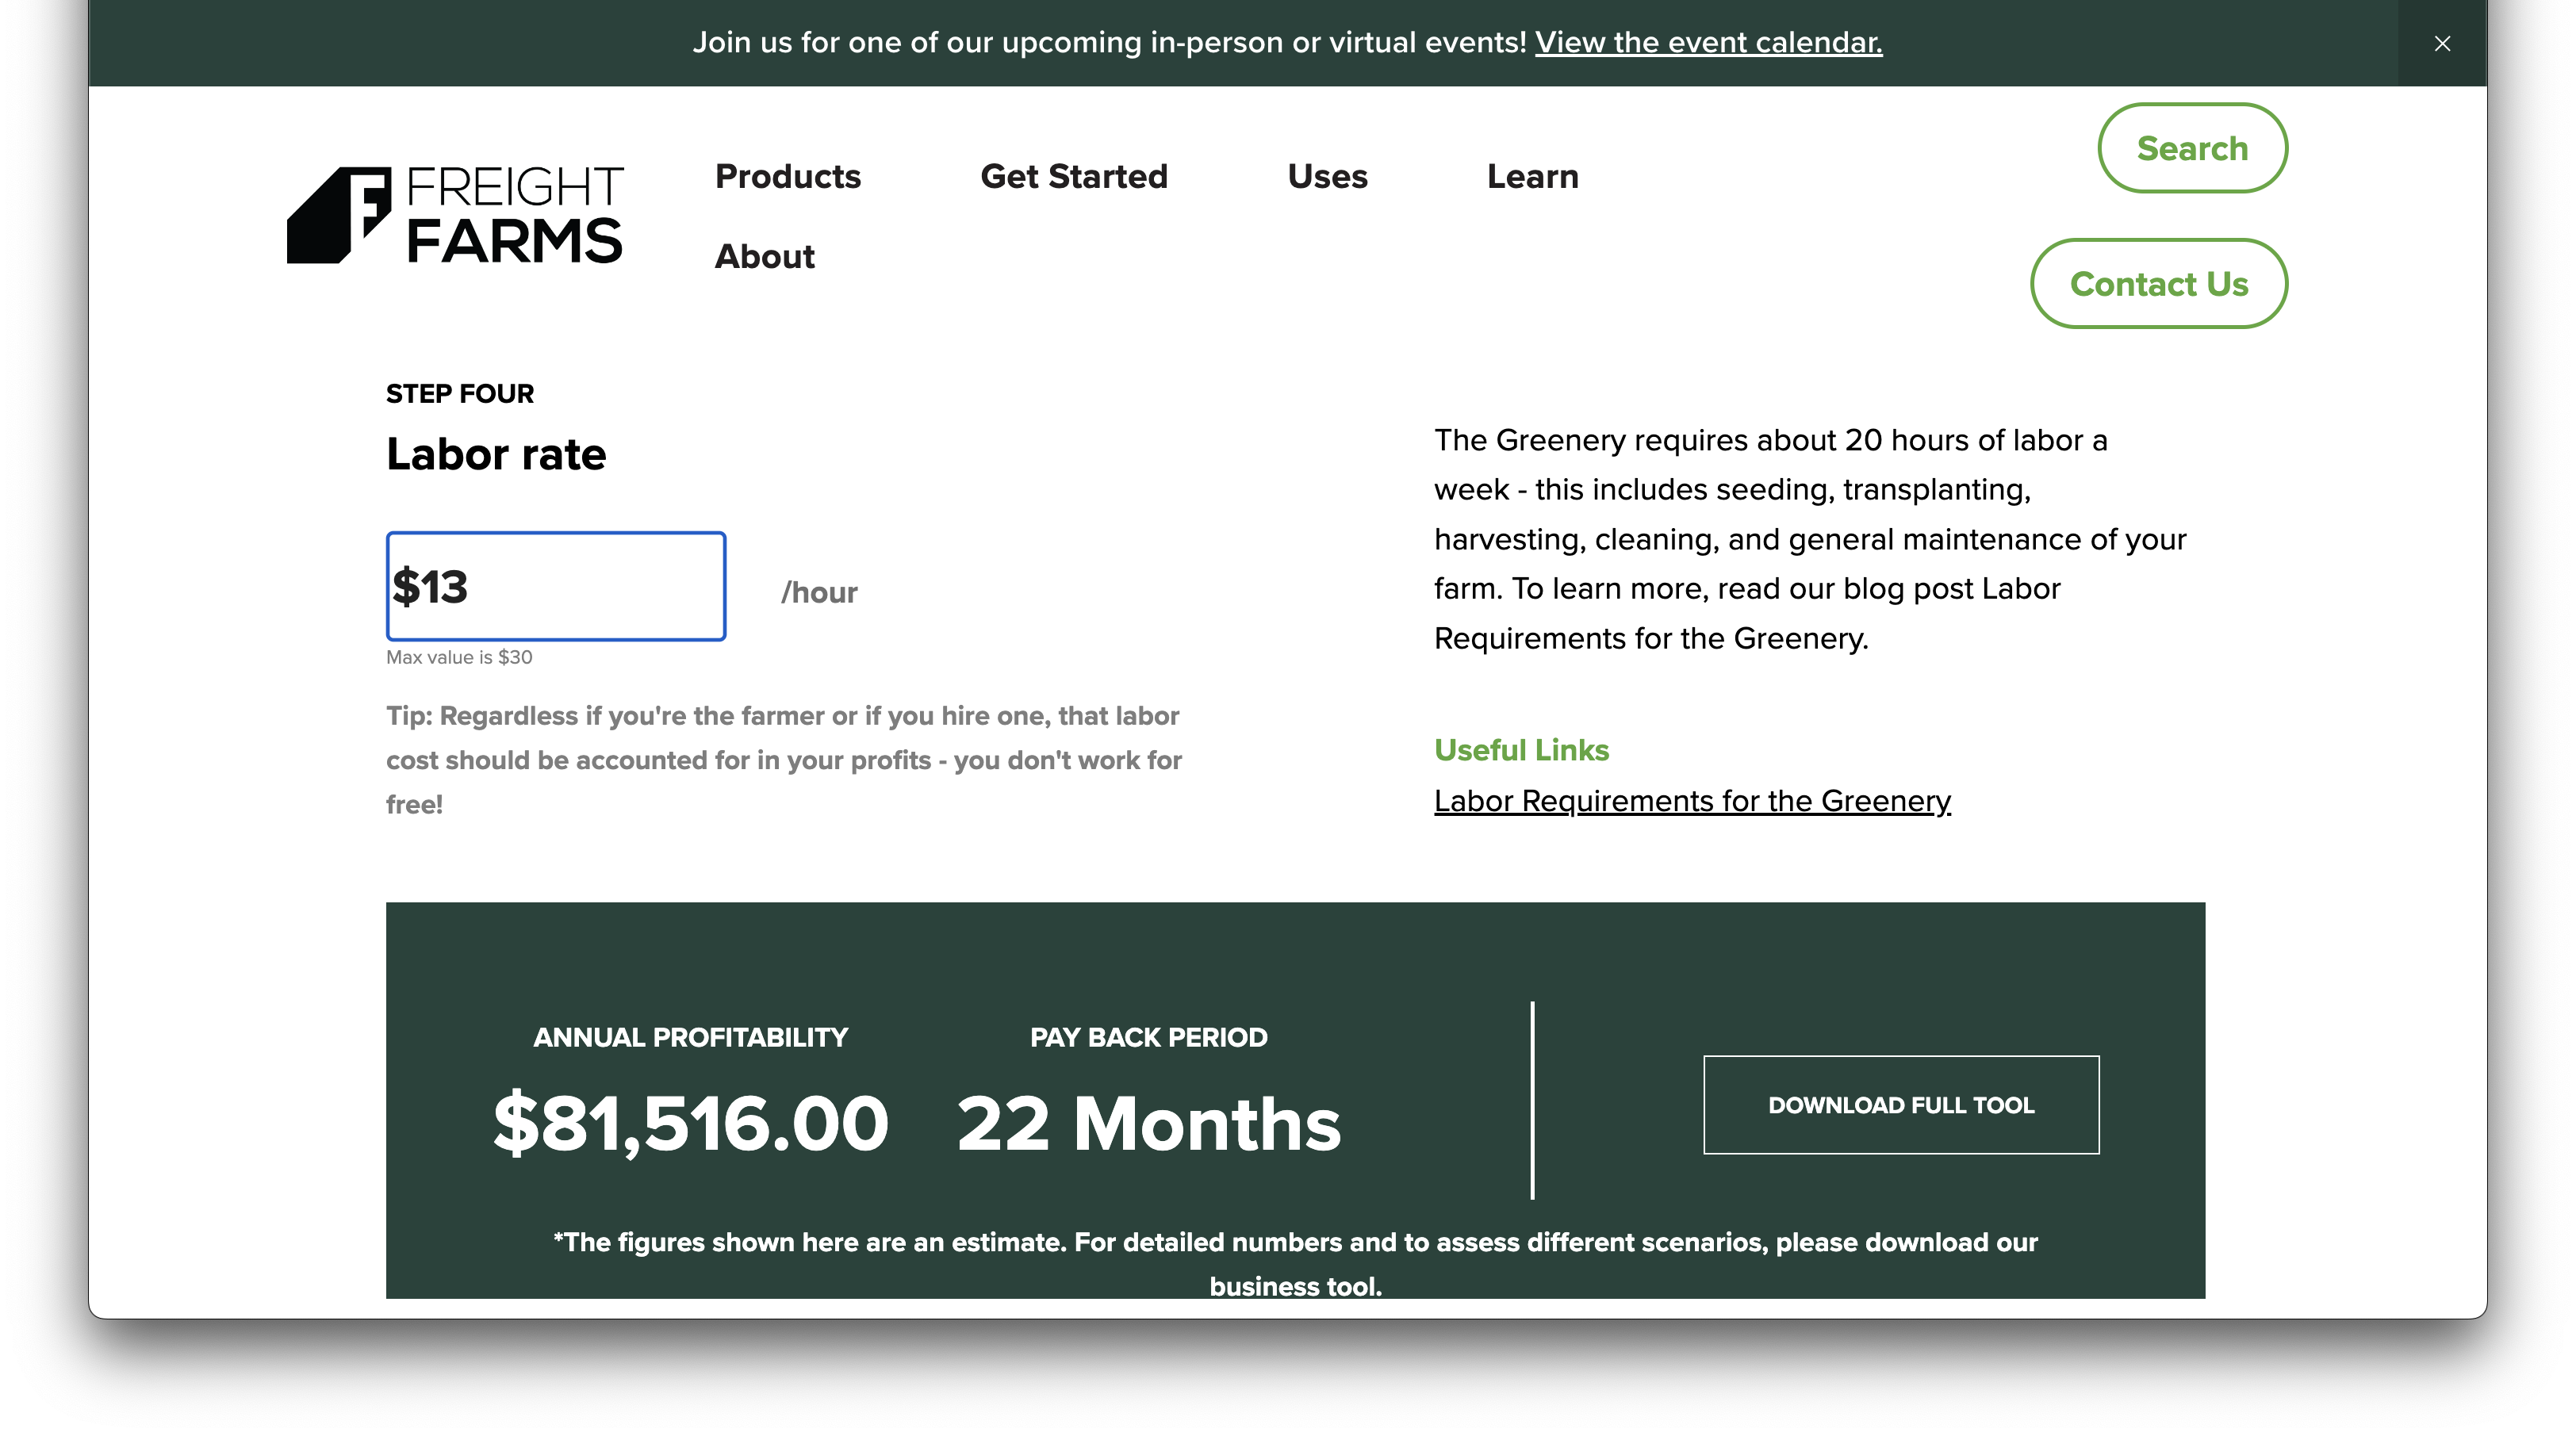 Join us for one of our upcoming in-person or virtual events! View the event calendar.
FREIGHT
FARMS
Products
Get Started
Uses
Learn
About
Search
Contact Us
STEP FOUR
Labor rate
$13
/hour
Max value is $30
Tip: Regardless if you're the farmer or if you hire one, that labor
cost should be accounted for in your profits - you don't work for
free!
The Greenery requires about 20 hours of labor a
week - this includes seeding, transplanting,
harvesting, cleaning, and general maintenance of your
farm. To learn more, read our blog post Labor
Requirements for the Greenery.
Useful Links
Labor Requirements for the Greenery
ANNUAL PROFITABILITY
$81,516.00
PAY BACK PERIOD
22 Months
DOWNLOAD FULL TOOL
*The figures shown here are an estimate. For detailed numbers and to assess different scenarios, please download our
business tool.